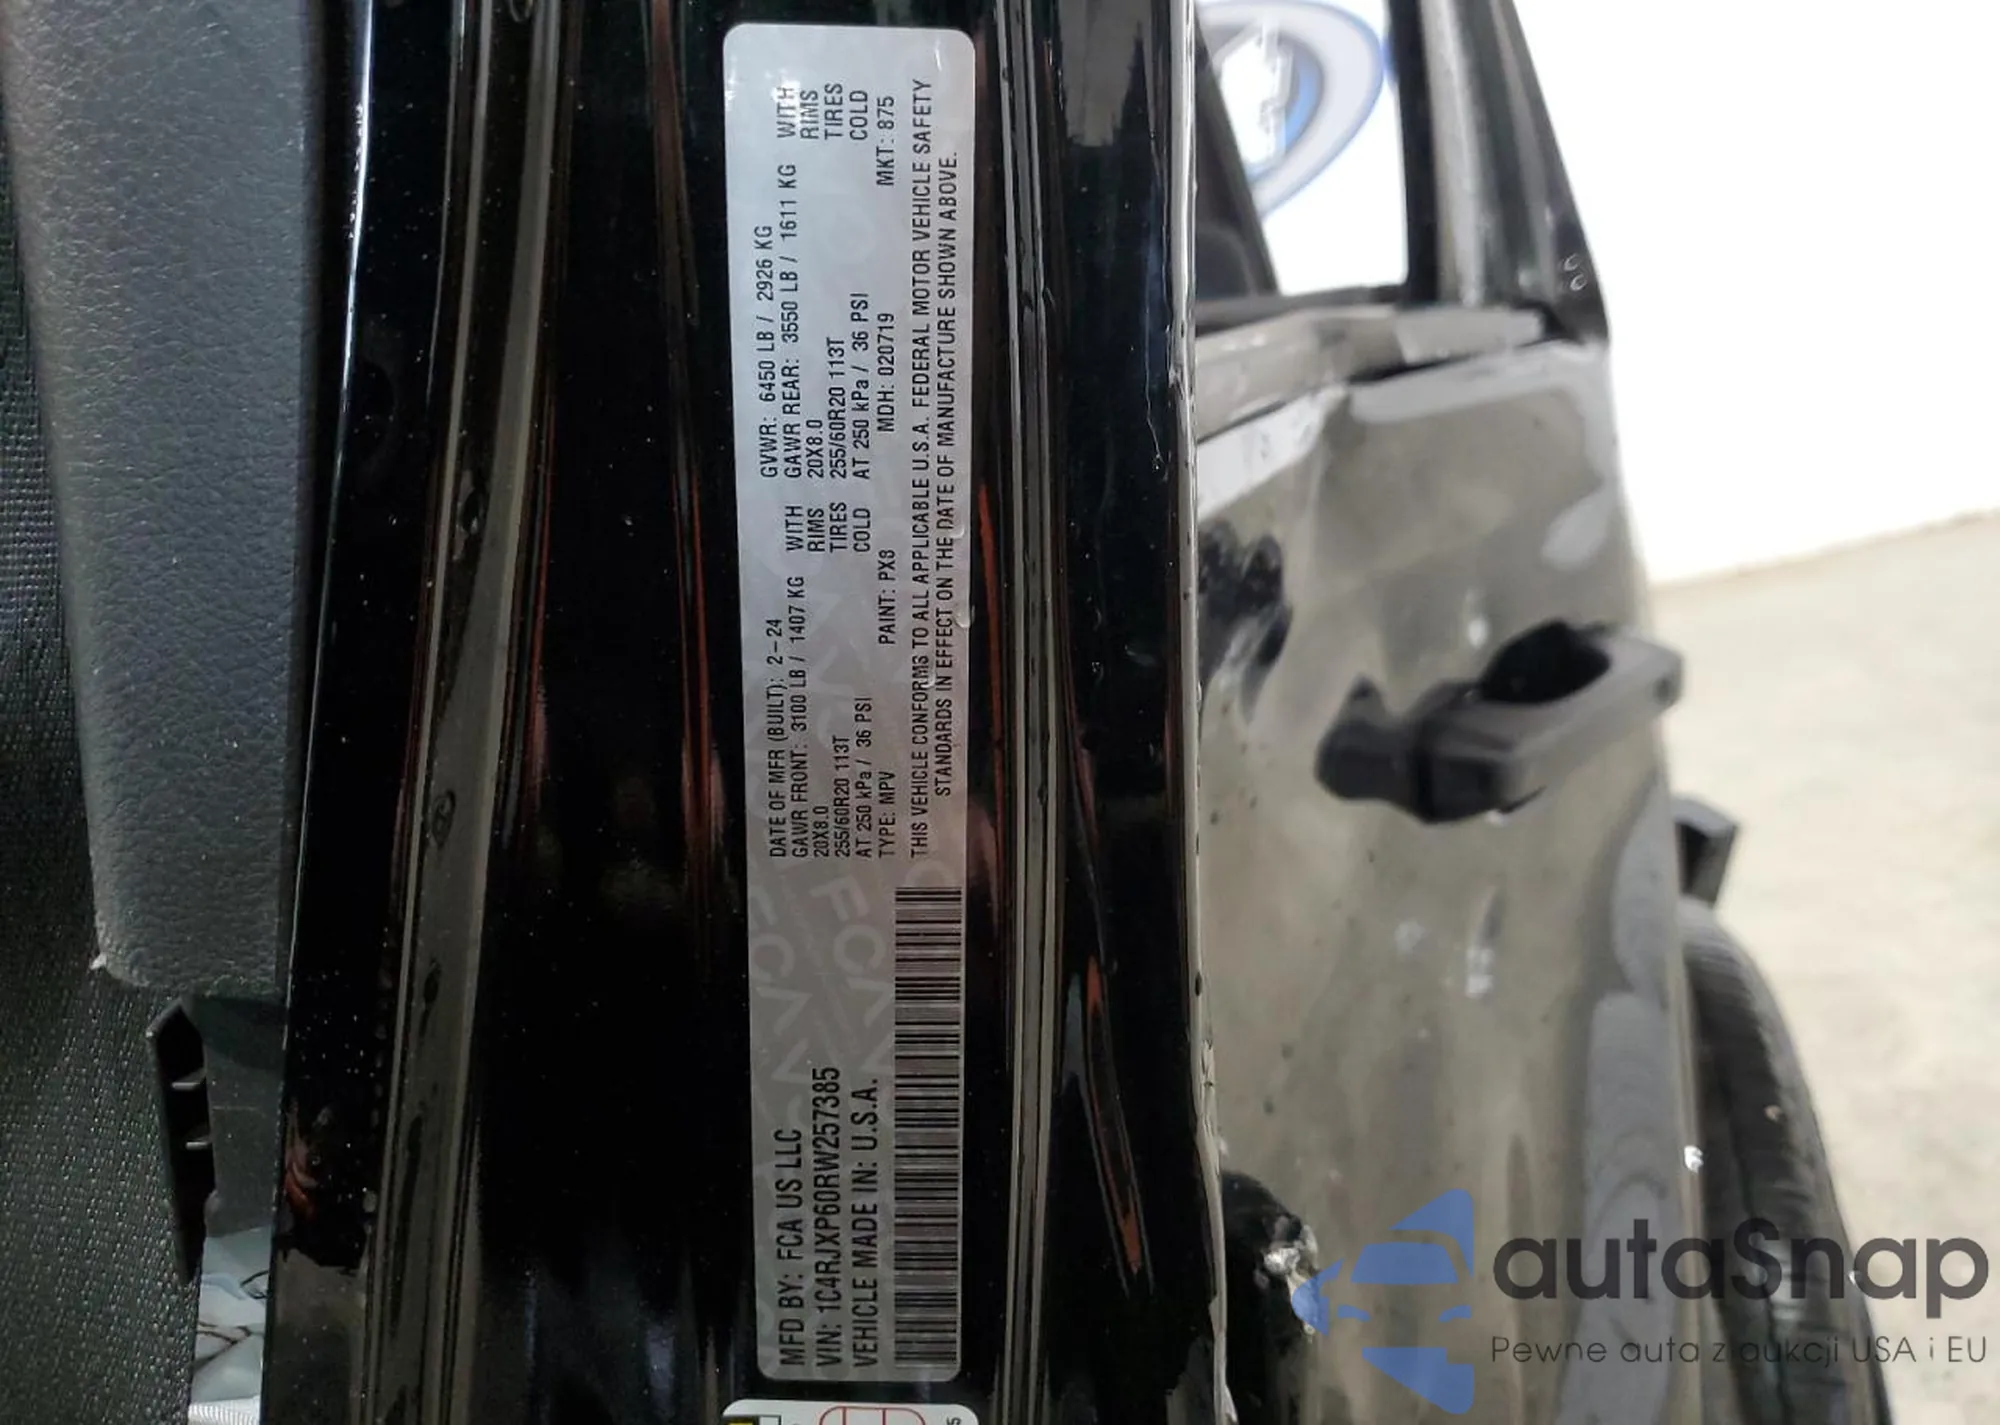 MFD BY: FCA US LLC
VIN: 1C4RJXP60RW257385
VEHICLE MADE IN: U.S.A.
DATE OF MFR (BUILT): 2-24 GVWR: 6450 LB / 2926 KG
GAWR FRONT: 3100 LB / 1407 KG WITH GAWR REAR: 3550 LB / 1611 KG WITH
20X8.0 RIMS 20X8.0 RIMS
255/60R20 113T TIRES 255/60R20 113T TIRES
AT 250 kPa / 36 PSI COLD AT 250 kPa / 36 PSI COLD
TYPE: MPV PAINT: PX8 MDH: 020719 MKT: 875
THIS VEHICLE CONFORMS TO ALL APPLICABLE U.S.A. FEDERAL MOTOR VEHICLE SAFETY
STANDARDS IN EFFECT ON THE DATE OF MANUFACTURE SHOWN ABOVE.
autaSnap
Pewne auta z aukcji USA i EU